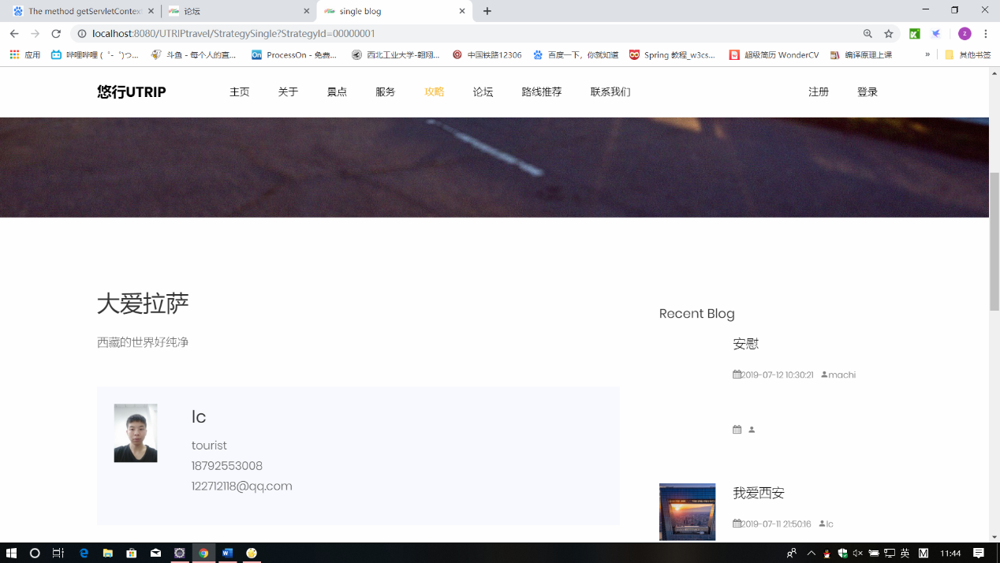 The method getServletContext
论坛
single blog
localhost:8080/UTRIPtravel/StrategySingle?StrategyId=00000001
应用
哔哩哔哩 (゜-゜)つ...
斗鱼 - 每个人的直...
On ProcessOn - 免费...
西北工业大学-翱翔...
中国铁路12306
百度一下，你就知道
Spring 教程_w3cs...
超级简历 WonderCV
编译原理上课
»
其他书签
悠行UTRIP
主页
关于
景点
服务
攻略
论坛
路线推荐
联系我们
注册
登录
大爱拉萨
西藏的世界好纯净
lc
tourist
18792553008
122712118@qq.com
Recent Blog
安慰
2019-07-12 10:30:21 machi
我爱西安
2019-07-11 21:50:16 lc
英
M
11:44